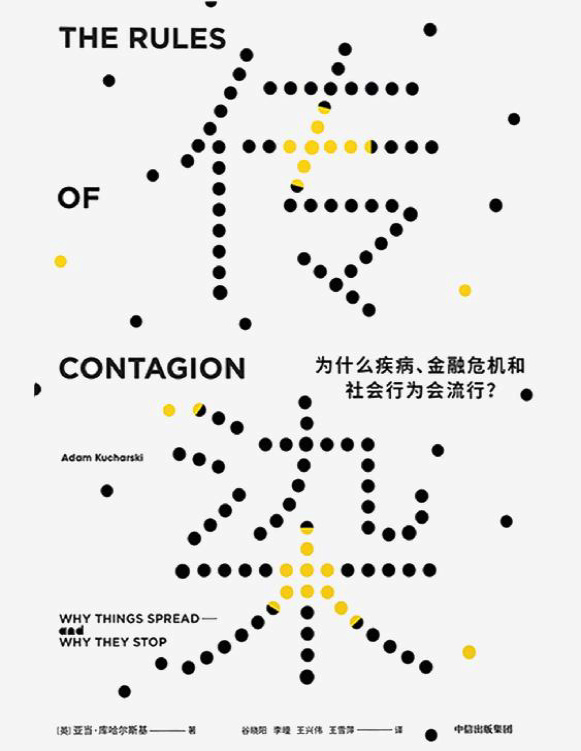 THE RULES
传
OF
CONTAGION
为什么疾病、金融危机和
社会行为会流行?
Adam Kucharski
染
WHY THINGS SPREAD—
and
WHY THEY STOP
[英]亚当·库哈尔斯基——著
谷晓阳 李曈 王兴伟 王雪萍——译
中信出版集团